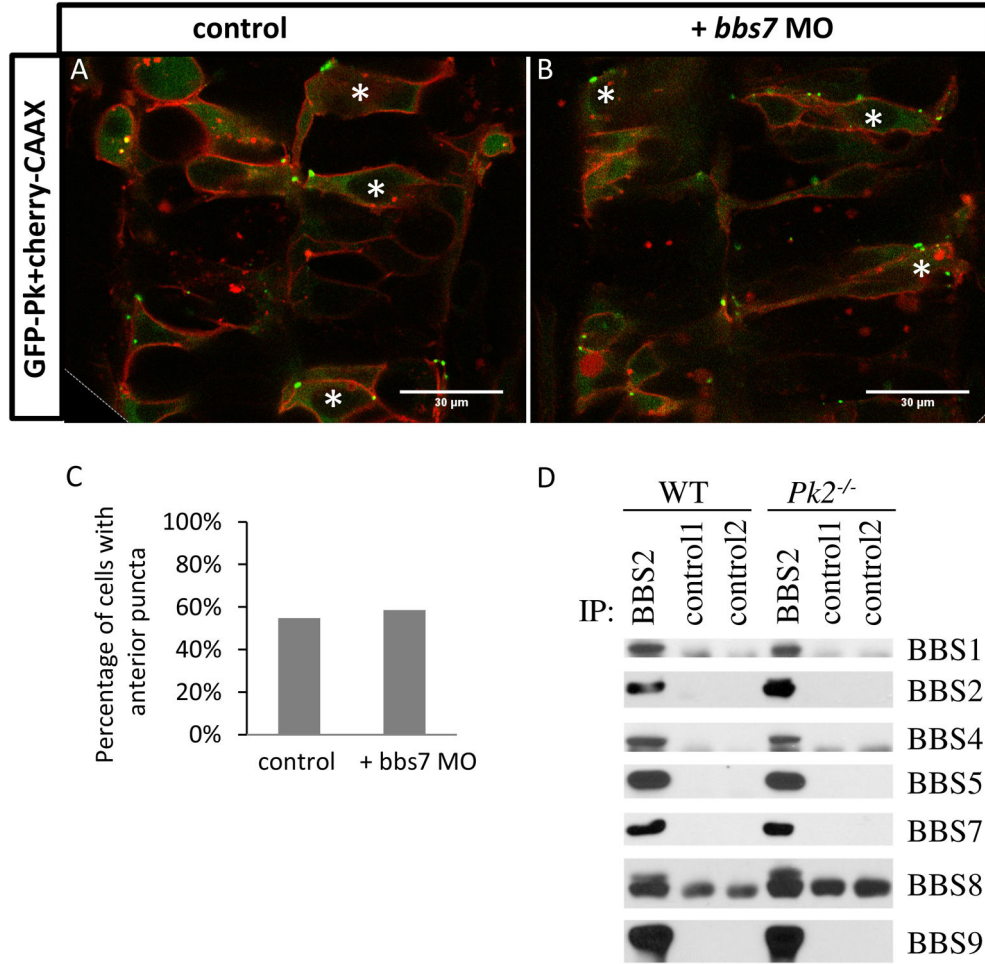 control
+ bbs7 MO
GFP-Pk+cherry-CAAX
A
*
*
*
30 µm
B
*
*
*
30 µm
C
Percentage of cells with
anterior puncta
100%
80%
60%
40%
20%
0%
control
+ bbs7 MO
D
WT
Pk2-/-
IP:
BBS2
control1
control2
BBS2
control1
control2
BBS1
BBS2
BBS4
BBS5
BBS7
BBS8
BBS9